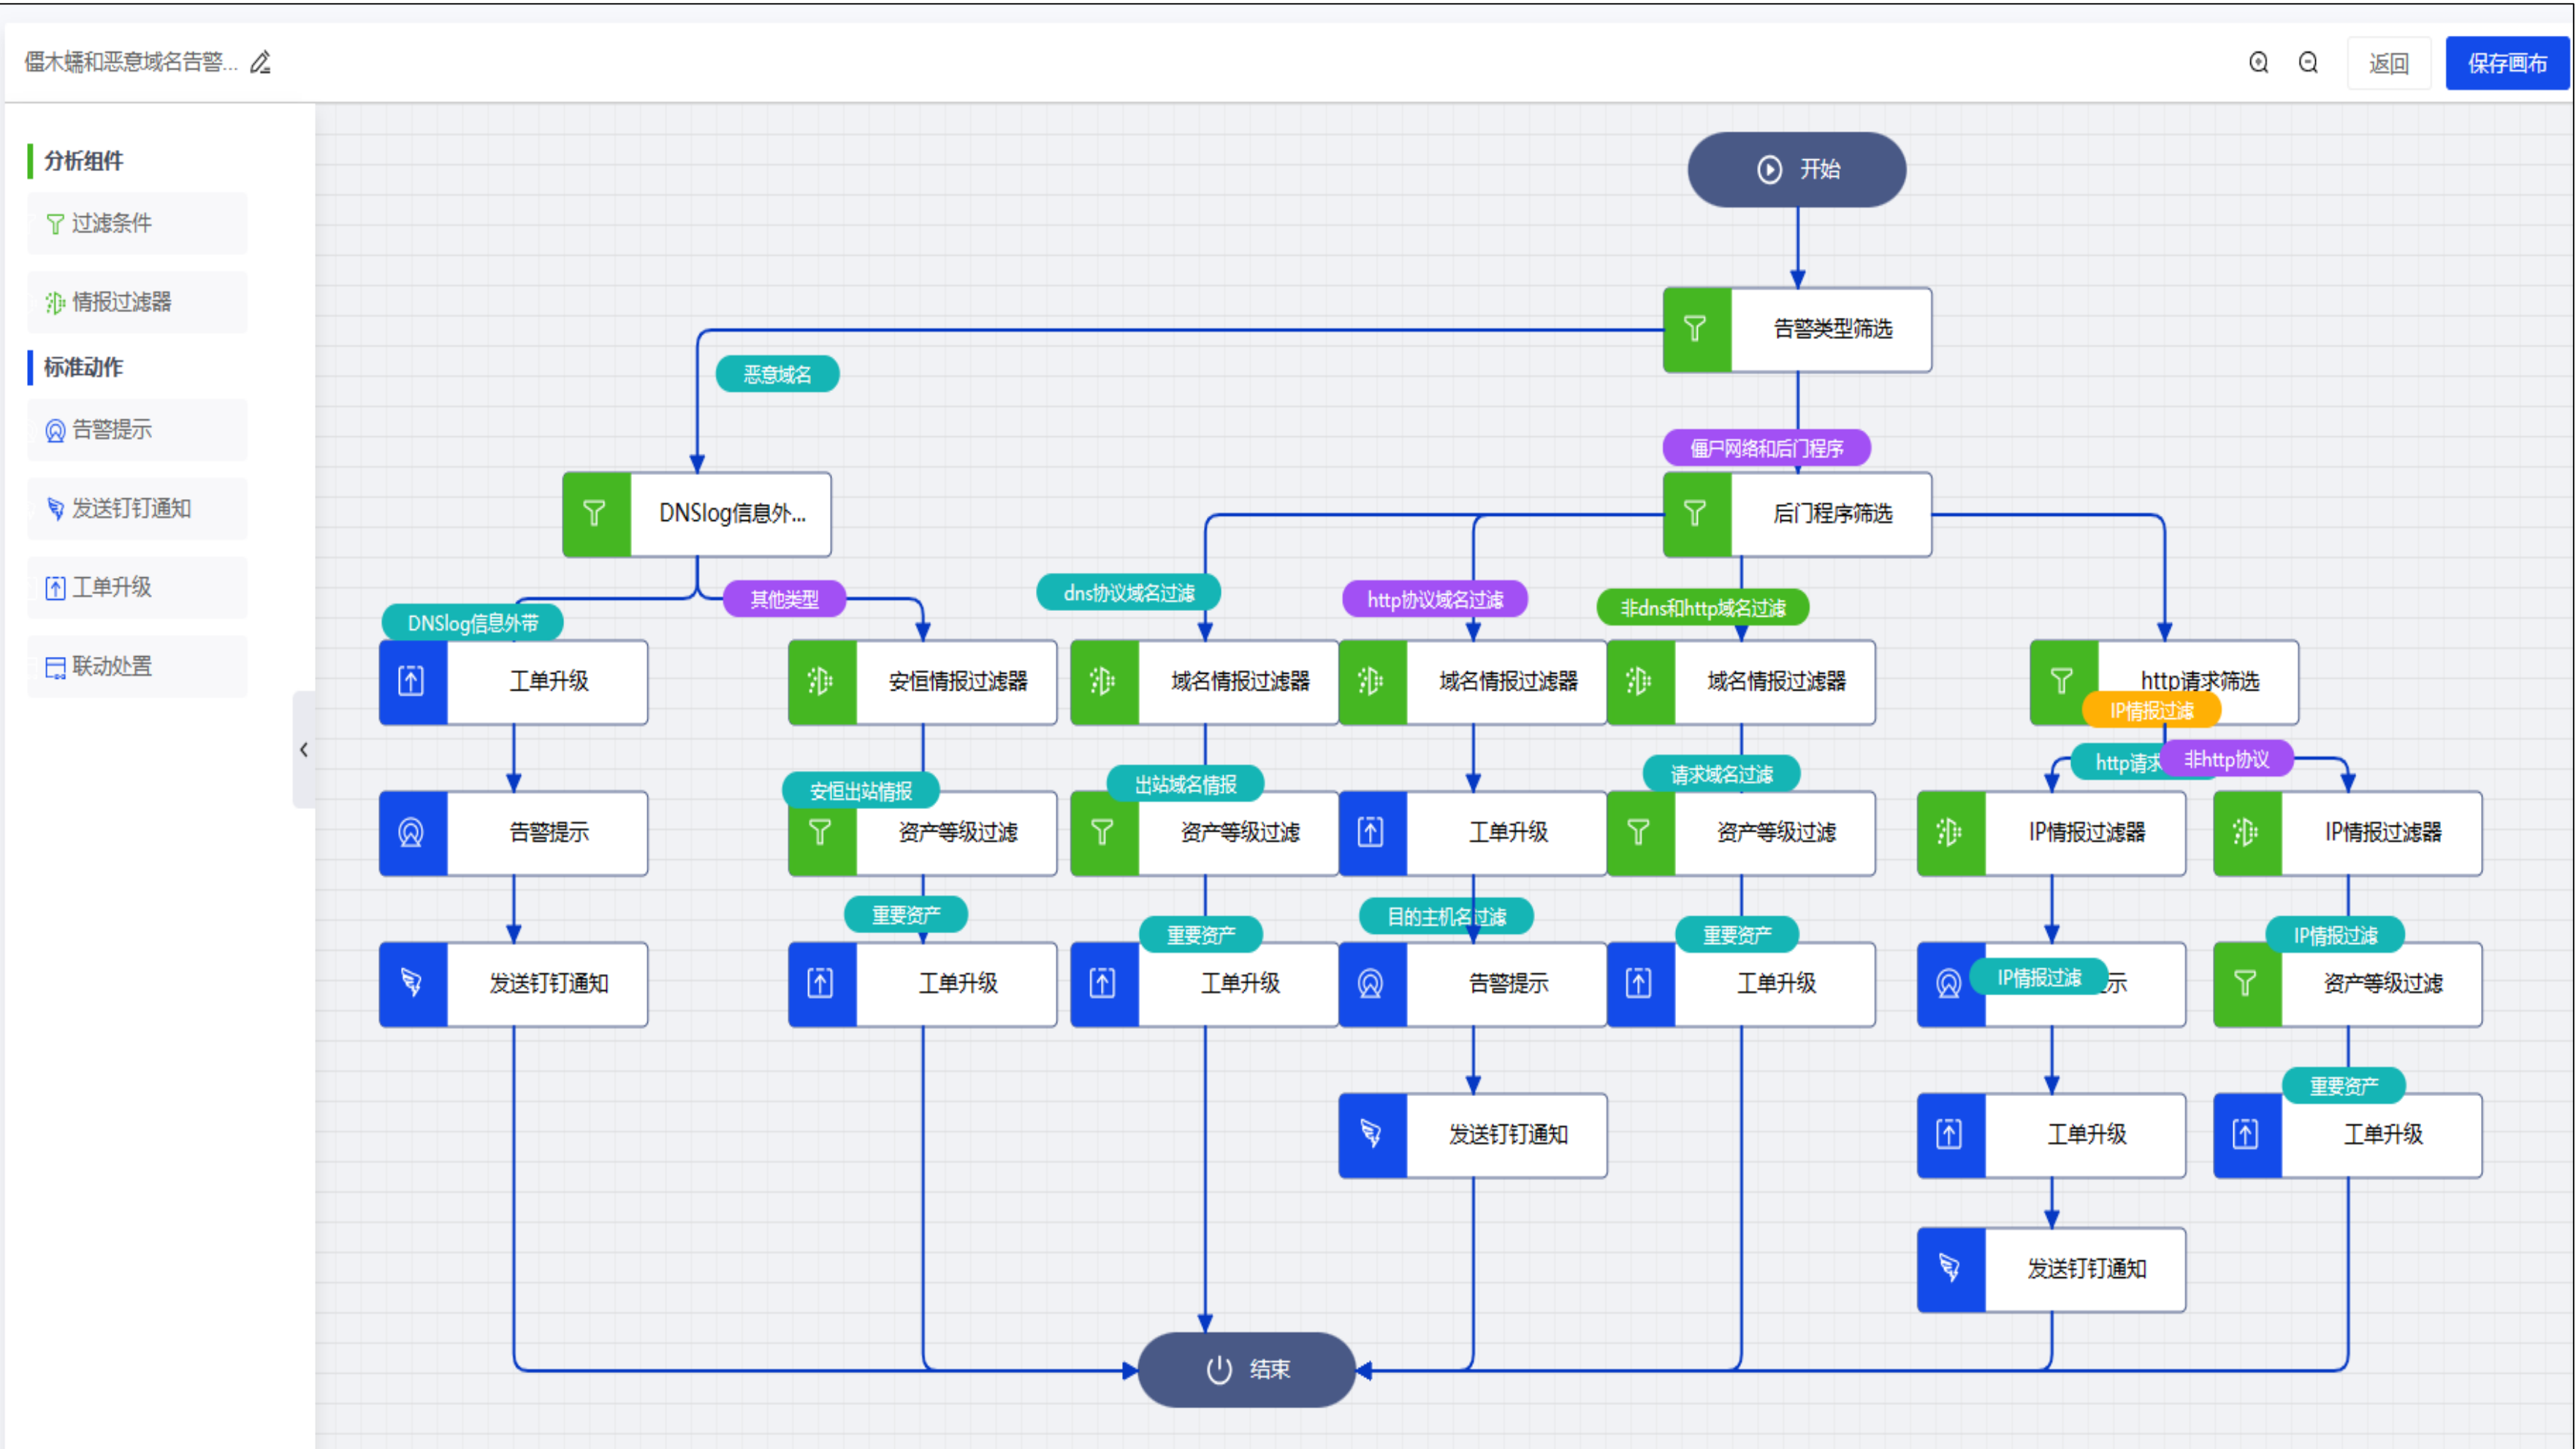 僵木蠕和恶意域名告警...
返回
保存画布
分析组件
过滤条件
情报过滤器
标准动作
告警提示
发送钉钉通知
工单升级
联动处置
开始
告警类型筛选
恶意域名
僵尸网络和后门程序
DNSlog信息外...
后门程序筛选
其他类型
dns协议域名过滤
http协议域名过滤
非dns和http域名过滤
DNSlog信息外带
工单升级
安恒情报过滤器
域名情报过滤器
域名情报过滤器
域名情报过滤器
http请求筛选
IP情报过滤
http请求
非http协议
安恒出站情报
出站域名情报
请求域名过滤
告警提示
资产等级过滤
资产等级过滤
工单升级
资产等级过滤
IP情报过滤器
IP情报过滤器
重要资产
重要资产
目的主机名过滤
重要资产
IP情报过滤
发送钉钉通知
工单升级
工单升级
告警提示
工单升级
IP情报过滤
示
资产等级过滤
重要资产
发送钉钉通知
工单升级
工单升级
发送钉钉通知
结束